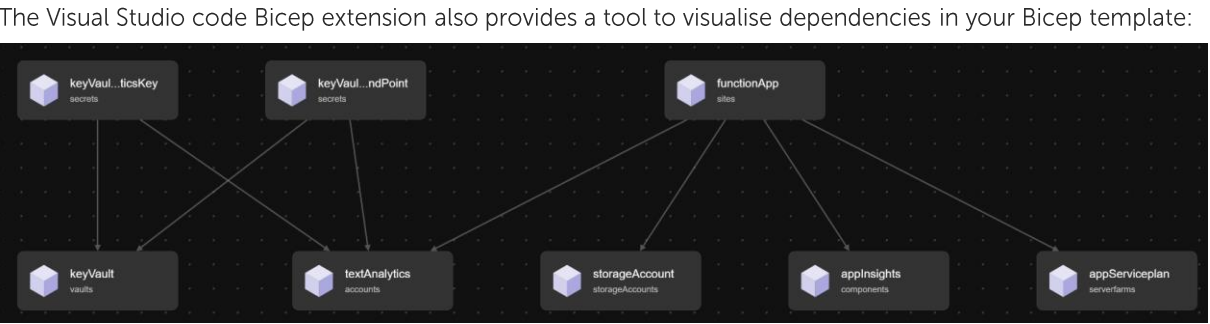 The Visual Studio code Bicep extension also provides a tool to visualise dependencies in your Bicep template:
keyVaul...ticsKey
secrets
keyVaul...ndPoint
secrets
functionApp
sites
keyVault
vaults
textAnalytics
accounts
storageAccount
storageAccounts
appInsights
components
appServiceplan
serverfarms